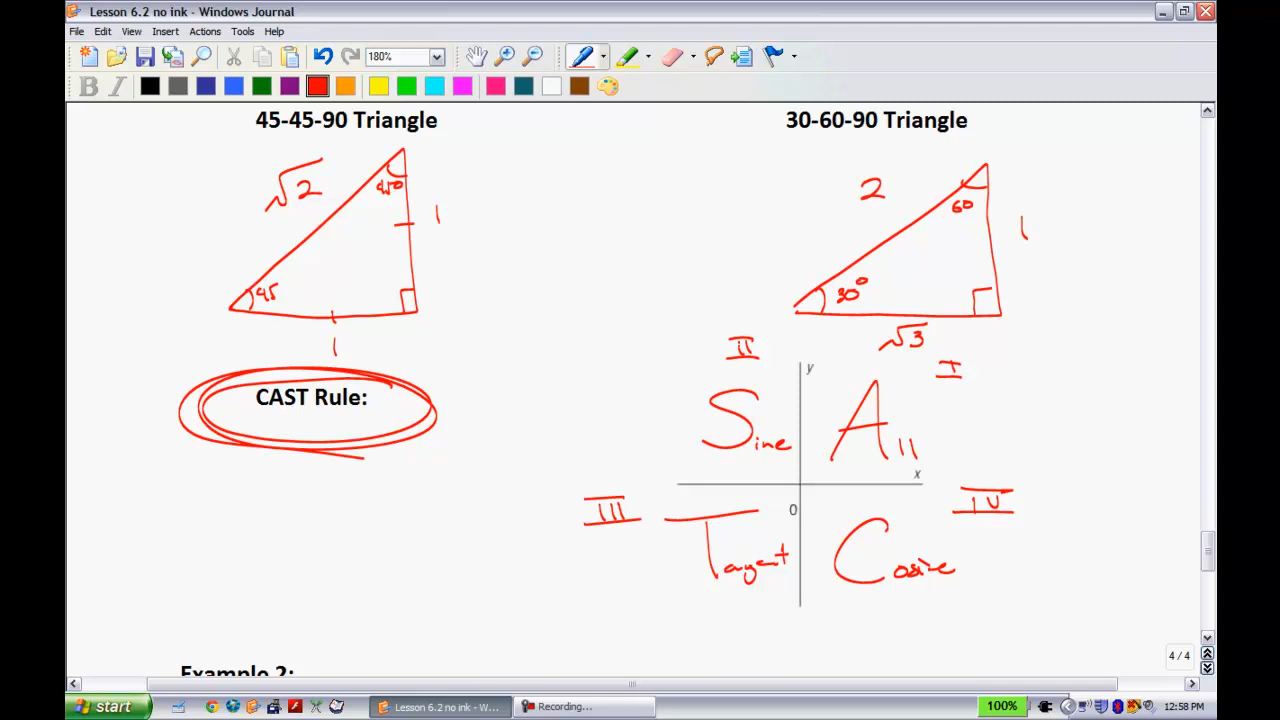 Lesson 6.2 no ink - Windows Journal
File Edit View Insert Actions Tools Help
180%
B I
45-45-90 Triangle
30-60-90 Triangle
√2
45°
1
45
1
2
60
1
30°
√3
CAST Rule:
II
y
I
Sine
All
x
III
0
IV
Tagent
Cosine
4 / 4
Example 2:
start
Lesson 6.2 no ink - W...
Recording...
100%
12:58 PM